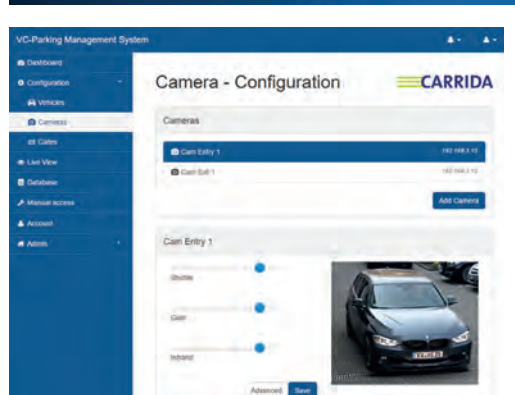 VC-Parking Management System
Dashboard
Configuration
Vehicles
Cameras
Gates
Live View
Database
Manual access
Account
Admin
Camera - Configuration
CARRIDA
Cameras
Cam Entry 1
Cam Exit 1
Add Camera
Cam Entry 1
Shutter
Gain
Infrared
Advanced
Save